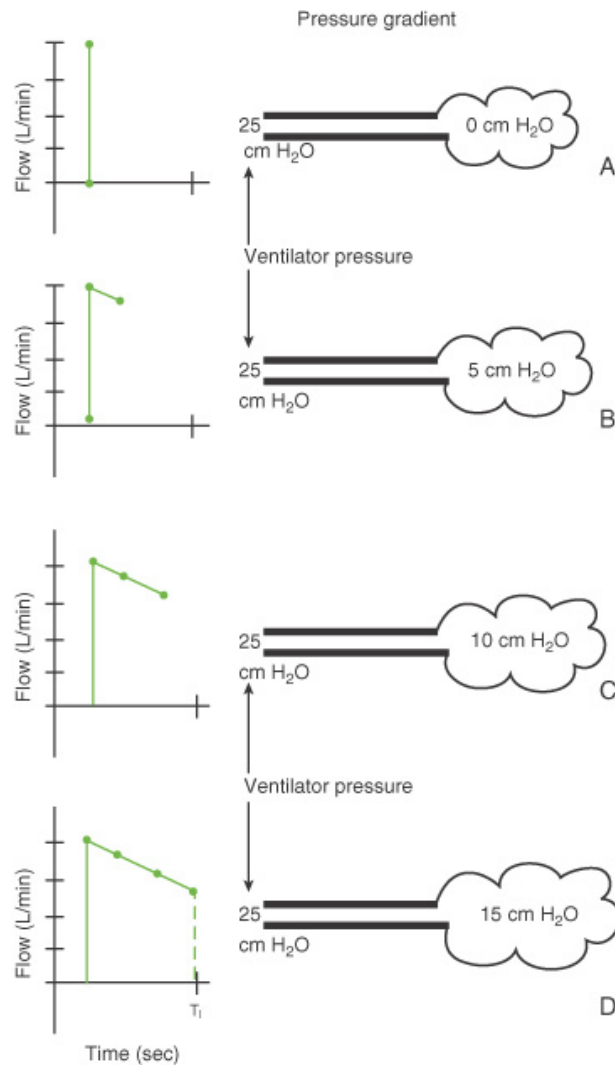 Pressure gradient
Flow (L/min)
25
cm H₂O
0 cm H₂O
A
Ventilator pressure
Flow (L/min)
25
cm H₂O
5 cm H₂O
B
Flow (L/min)
25
cm H₂O
10 cm H₂O
C
Ventilator pressure
Flow (L/min)
25
cm H₂O
15 cm H₂O
D
T_I
Time (sec)